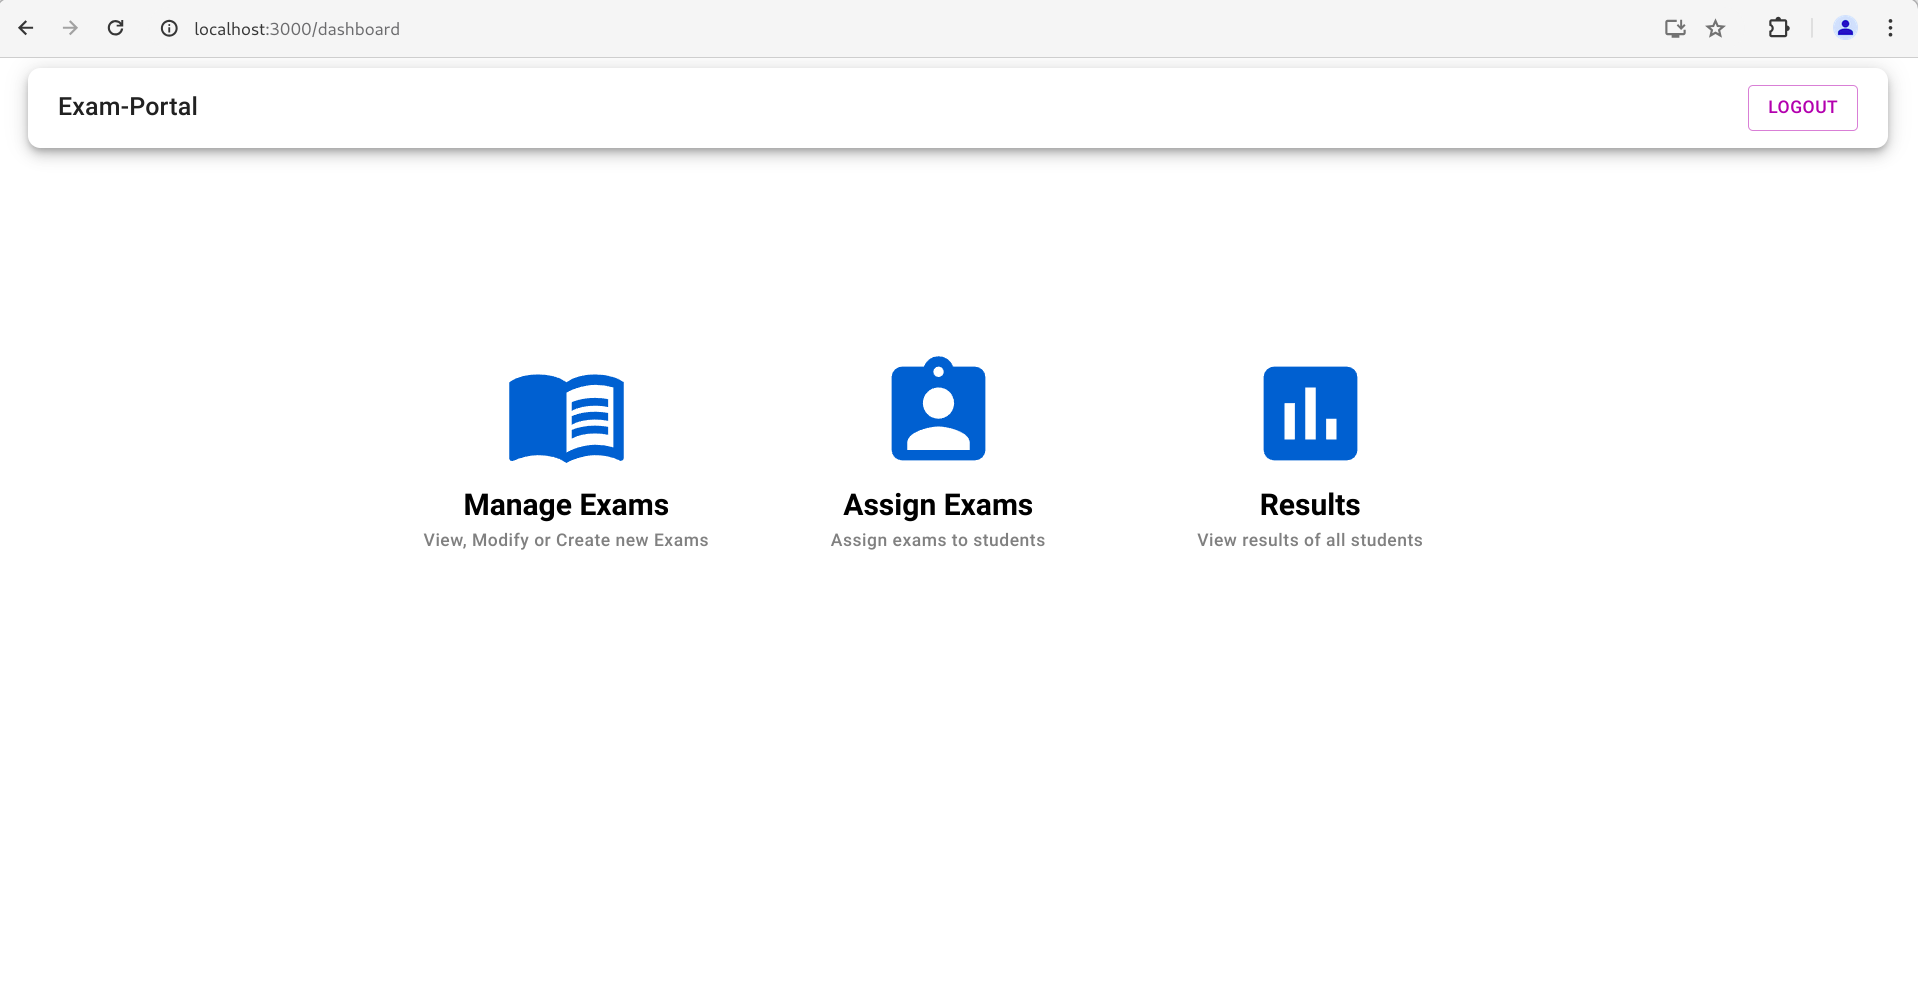 localhost:3000/dashboard
Exam-Portal
LOGOUT
Manage Exams
View, Modify or Create new Exams
Assign Exams
Assign exams to students
Results
View results of all students